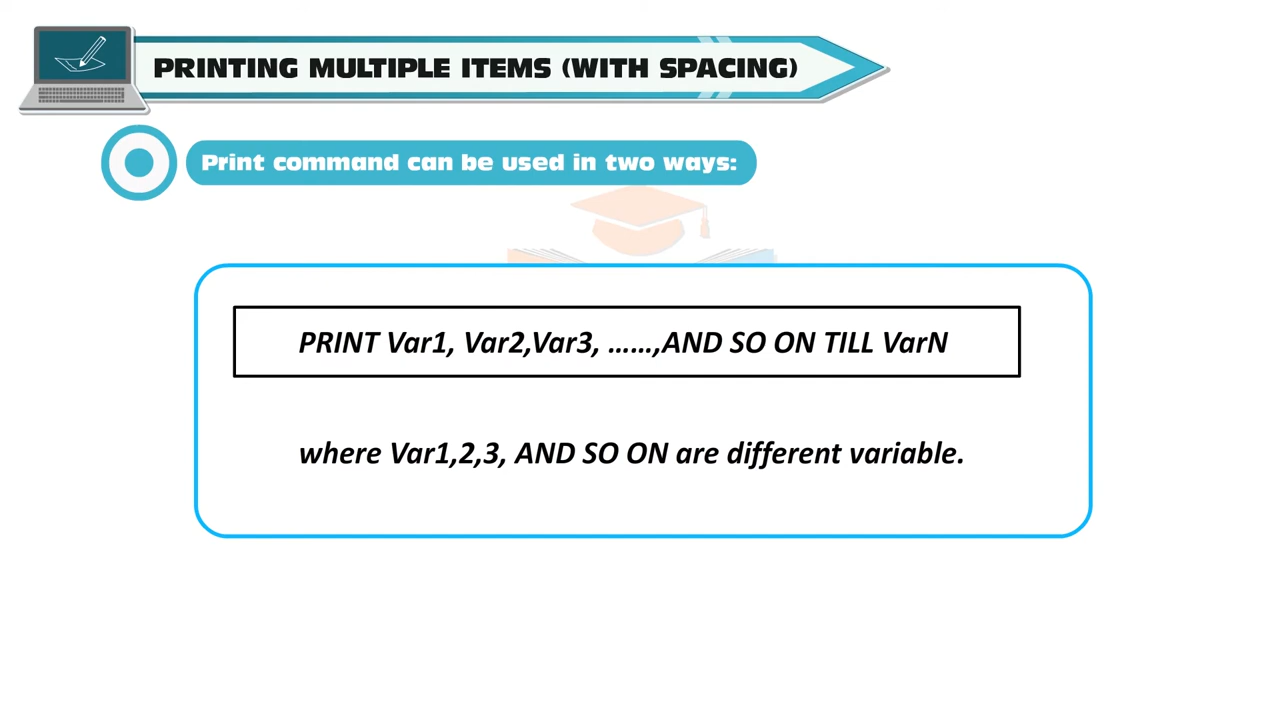 PRINTING MULTIPLE ITEMS (WITH SPACING)
Print command can be used in two ways:
PRINT Var1, Var2,Var3, ……,AND SO ON TILL VarN
where Var1,2,3, AND SO ON are different variable.